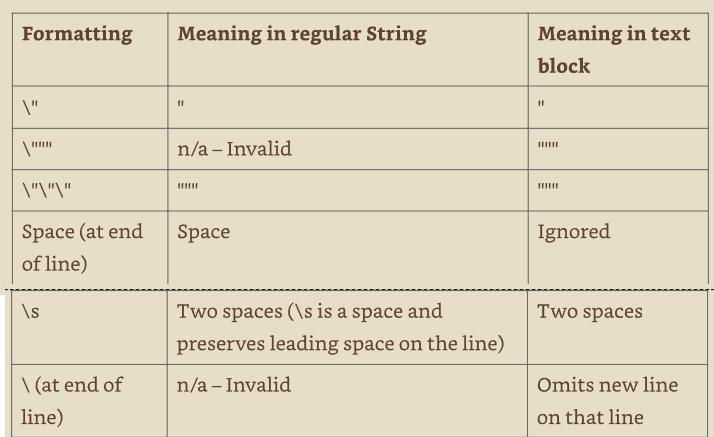 Formatting Meaning in regular String Meaning in text
block
\" " "
\""" n/a – Invalid """
\"\"\" """ """
Space (at end Space Ignored
of line)
\s Two spaces (\s is a space and Two spaces
preserves leading space on the line)
\ (at end of n/a – Invalid Omits new line
line) on that line